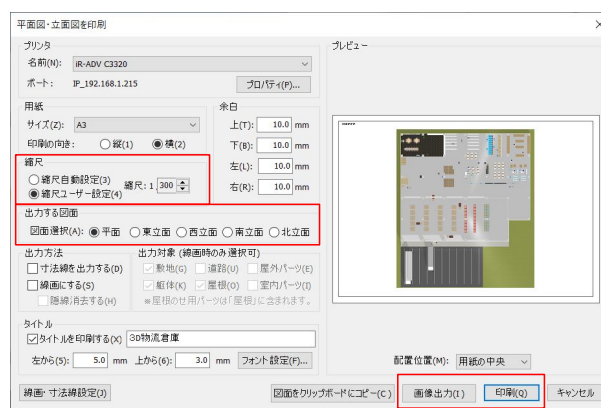 平面図・立面図を印刷
プリンタ
名前(N): iR-ADV C3320
ポート: IP_192.168.1.215
プロパティ(P)...
用紙
サイズ(Z): A3
印刷の向き: 縦(1) 横(2)
余白
上(T): 10.0 mm
下(B): 10.0 mm
左(L): 10.0 mm
右(R): 10.0 mm
縮尺
縮尺自動設定(3)
縮尺ユーザー設定(4)
縮尺:1 300
出力する図面
図面選択(A): 平面 東立面 西立面 南立面 北立面
出力方法
寸法線を出力する(D)
線画にする(S)
隠線消去する(H)
出力対象 (線画時のみ選択可)
敷地(G) 道路(U) 屋外パーツ(E)
躯体(K) 屋根(O) 室内パーツ(I)
※屋根のせ用パーツは「屋根」に含まれます。
タイトル
タイトルを印刷する(X) 3D物流倉庫
左から(5): 5.0 mm 上から(6): 3.0 mm フォント設定(F)...
プレビュー
配置位置(M): 用紙の中央
線画・寸法線設定(J) 図面をクリップボードにコピー(C) 画像出力(I) 印刷(Q) キャンセル